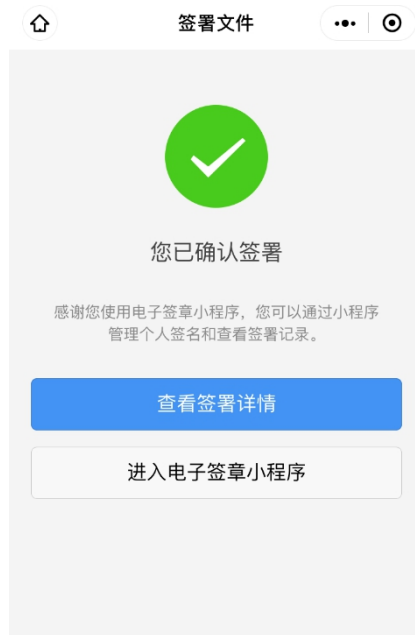 签署文件
您已确认签署
感谢您使用电子签章小程序，您可以通过小程序
管理个人签名和查看签署记录。
查看签署详情
进入电子签章小程序